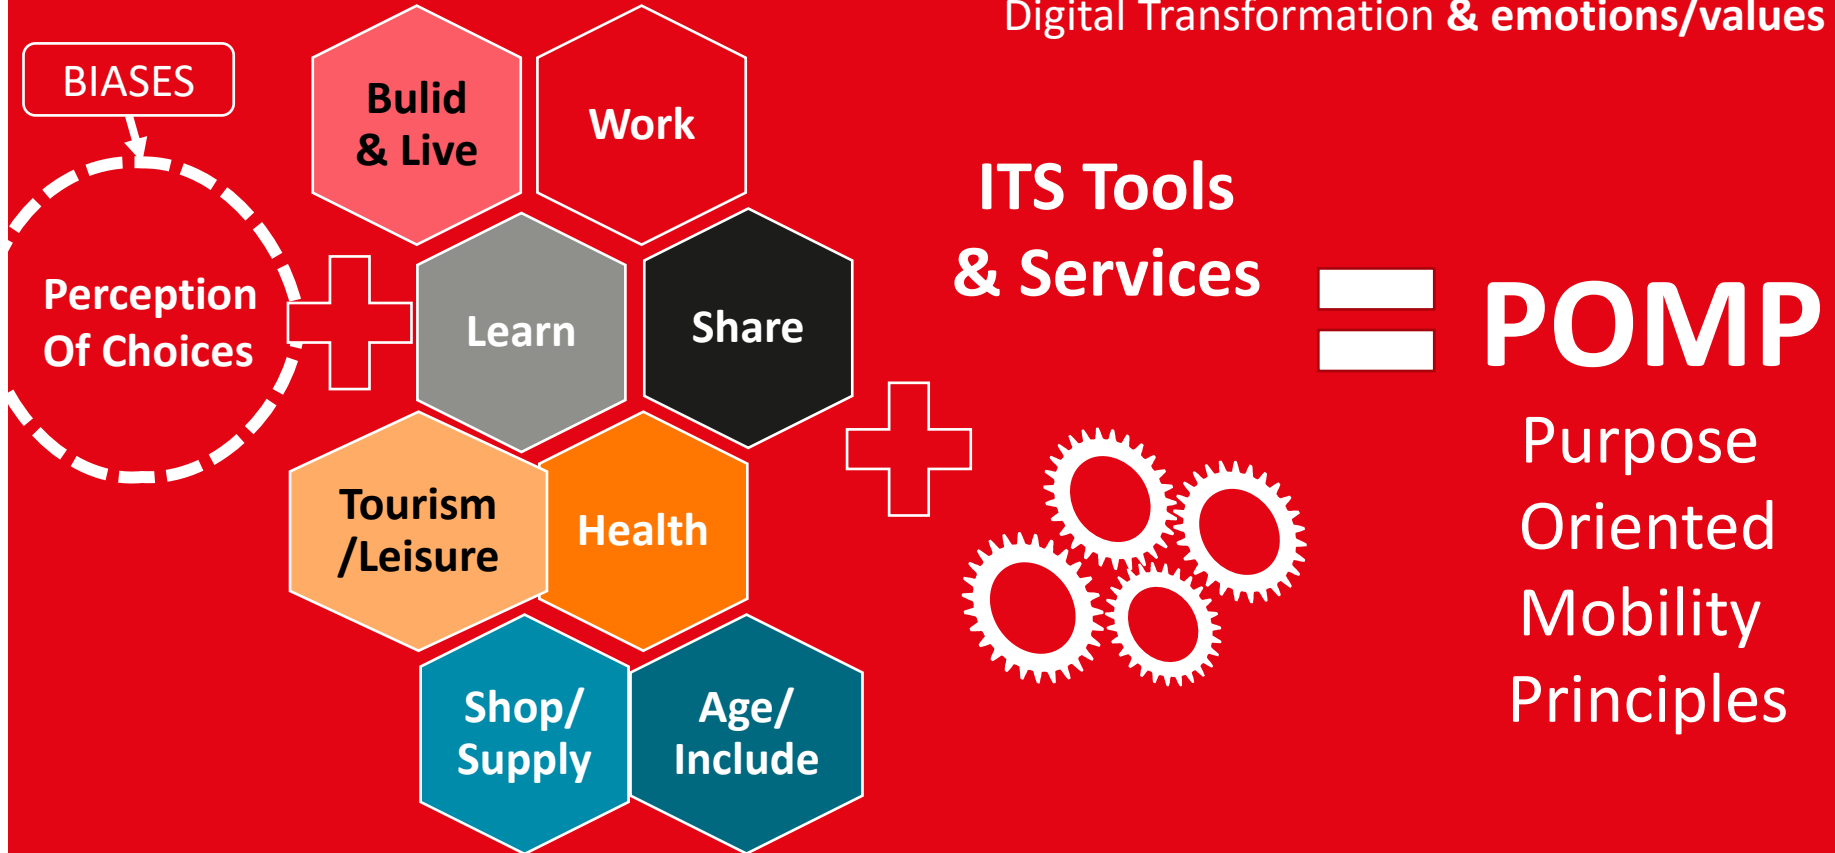 Digital Transformation & emotions/values
BIASES
Perception
Of Choices
Bulid
& Live
Work
Learn
Share
Tourism
/Leisure
Health
Shop/
Supply
Age/
Include
ITS Tools
& Services
POMP
Purpose
Oriented
Mobility
Principles